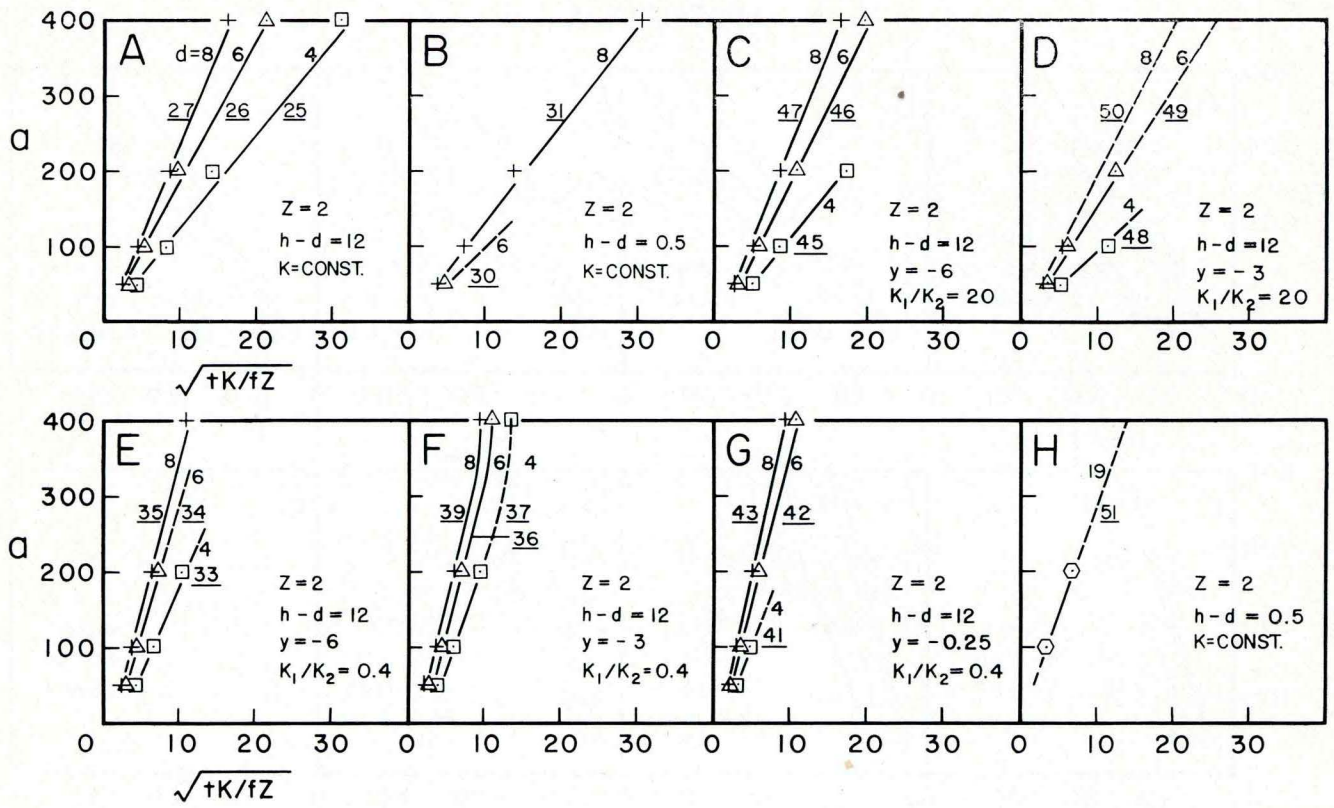 400
300
a
200
100
0
A
d=8
6
4
27
26
25
Z = 2
h-d = 12
K=CONST.
0 10 20 30
√tK/fZ
B
8
31
6
30
Z = 2
h-d = 0.5
K=CONST.
0 10 20 30
C
8
6
47
46
4
45
Z = 2
h-d = 12
y = -6
K₁/K₂ = 20
0 10 20 30
D
8
6
50
49
4
48
Z = 2
h-d = 12
y = -3
K₁/K₂ = 20
0 10 20 30
400
300
a
200
100
0
E
8
6
35
34
4
33
Z = 2
h-d = 12
y = -6
K₁/K₂ = 0.4
0 10 20 30
√tK/fZ
F
8
6
4
39
37
36
Z = 2
h-d = 12
y = -3
K₁/K₂ = 0.4
0 10 20 30
G
8
6
43
42
4
41
Z = 2
h-d = 12
y = -0.25
K₁/K₂ = 0.4
0 10 20 30
H
19
51
Z = 2
h-d = 0.5
K=CONST.
0 10 20 30